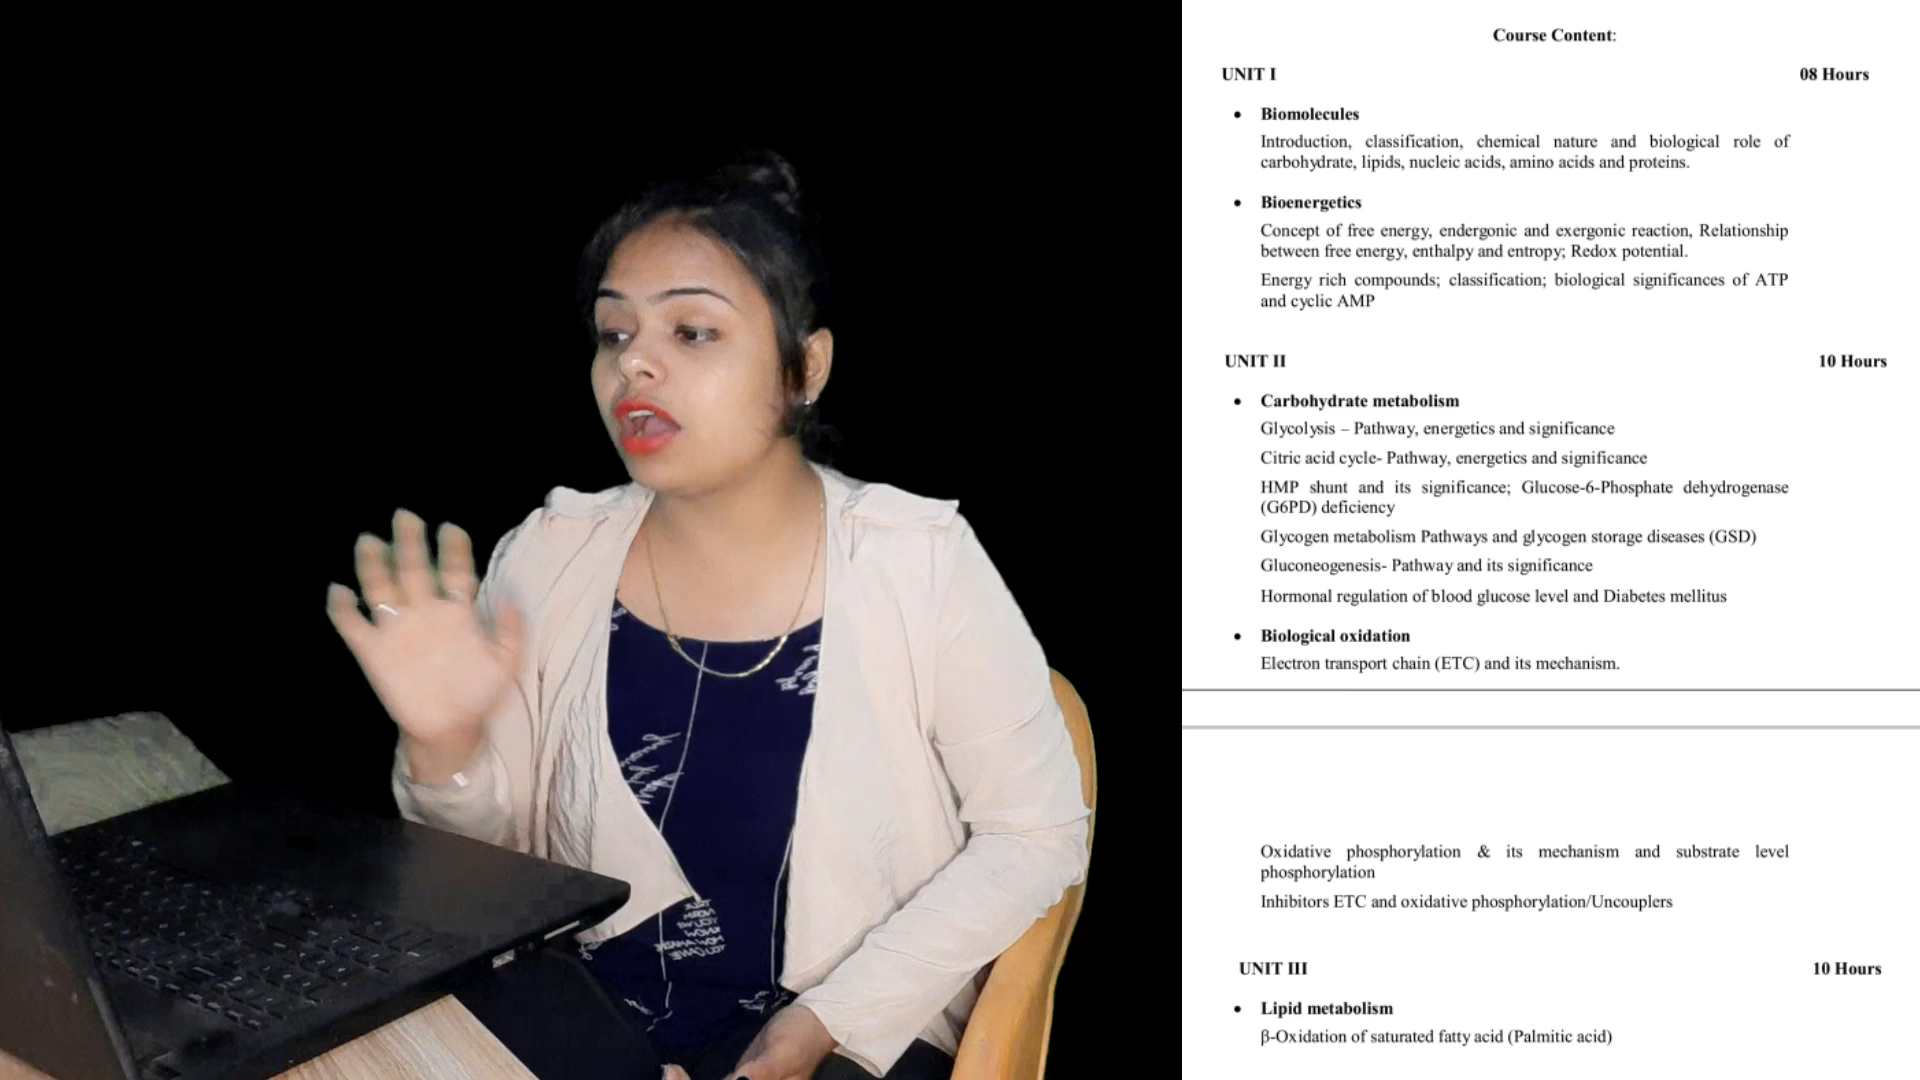 Course Content:
UNIT I 08 Hours
• Biomolecules
Introduction, classification, chemical nature and biological role of
carbohydrate, lipids, nucleic acids, amino acids and proteins.
• Bioenergetics
Concept of free energy, endergonic and exergonic reaction, Relationship
between free energy, enthalpy and entropy; Redox potential.
Energy rich compounds; classification; biological significances of ATP
and cyclic AMP
UNIT II 10 Hours
• Carbohydrate metabolism
Glycolysis – Pathway, energetics and significance
Citric acid cycle- Pathway, energetics and significance
HMP shunt and its significance; Glucose-6-Phosphate dehydrogenase
(G6PD) deficiency
Glycogen metabolism Pathways and glycogen storage diseases (GSD)
Gluconeogenesis- Pathway and its significance
Hormonal regulation of blood glucose level and Diabetes mellitus
• Biological oxidation
Electron transport chain (ETC) and its mechanism.
Oxidative phosphorylation & its mechanism and substrate level
phosphorylation
Inhibitors ETC and oxidative phosphorylation/Uncouplers
UNIT III 10 Hours
• Lipid metabolism
β-Oxidation of saturated fatty acid (Palmitic acid)